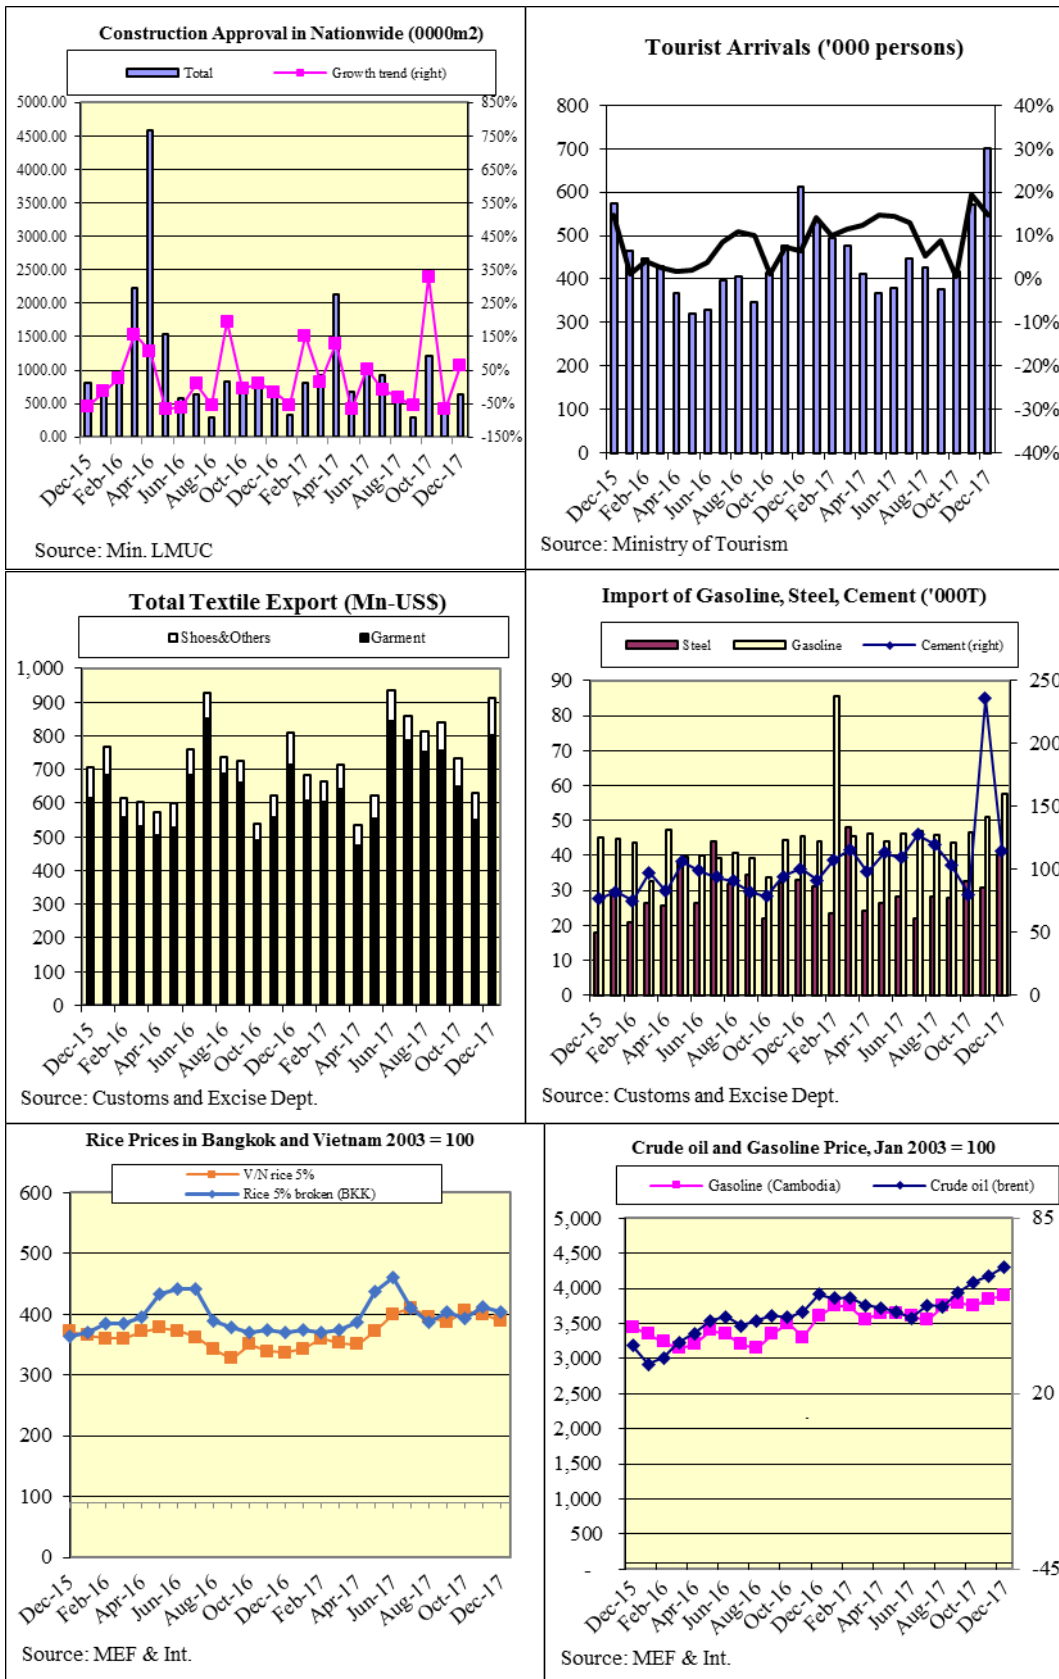 Construction Approval in Nationwide (0000m2)
Total
Growth trend (right)
5000.00
4500.00
4000.00
3500.00
3000.00
2500.00
2000.00
1500.00
1000.00
500.00
0.00
850%
750%
650%
550%
450%
350%
250%
150%
50%
-50%
-150%
Dec-15
Feb-16
Apr-16
Jun-16
Aug-16
Oct-16
Dec-16
Feb-17
Apr-17
Jun-17
Aug-17
Oct-17
Dec-17
Source: Min. LMUC
Tourist Arrivals ('000 persons)
800
700
600
500
400
300
200
100
0
40%
30%
20%
10%
0%
-10%
-20%
-30%
-40%
Dec-15
Feb-16
Apr-16
Jun-16
Aug-16
Oct-16
Dec-16
Feb-17
Apr-17
Jun-17
Aug-17
Oct-17
Dec-17
Source: Ministry of Tourism
Total Textile Export (Mn-US$)
Shoes&Others
Garment
1,000
900
800
700
600
500
400
300
200
100
0
Dec-15
Feb-16
Apr-16
Jun-16
Aug-16
Oct-16
Dec-16
Feb-17
Apr-17
Jun-17
Aug-17
Oct-17
Dec-17
Source: Customs and Excise Dept.
Import of Gasoline, Steel, Cement ('000T)
Steel
Gasoline
Cement (right)
90
80
70
60
50
40
30
20
10
0
250
200
150
100
50
0
Dec-15
Feb-16
Apr-16
Jun-16
Aug-16
Oct-16
Dec-16
Feb-17
Apr-17
Jun-17
Aug-17
Oct-17
Dec-17
Source: Customs and Excise Dept.
Rice Prices in Bangkok and Vietnam 2003 = 100
V/N rice 5%
Rice 5% broken (BKK)
600
500
400
300
200
100
0
Dec-15
Feb-16
Apr-16
Jun-16
Aug-16
Oct-16
Dec-16
Feb-17
Apr-17
Jun-17
Aug-17
Oct-17
Dec-17
Source: MEF & Int.
Crude oil and Gasoline Price, Jan 2003 = 100
Gasoline (Cambodia)
Crude oil (brent)
5,000
4,500
4,000
3,500
3,000
2,500
2,000
1,500
1,000
500
-
85
20
-45
Dec-15
Feb-16
Apr-16
Jun-16
Aug-16
Oct-16
Dec-16
Feb-17
Apr-17
Jun-17
Aug-17
Oct-17
Dec-17
Source: MEF & Int.